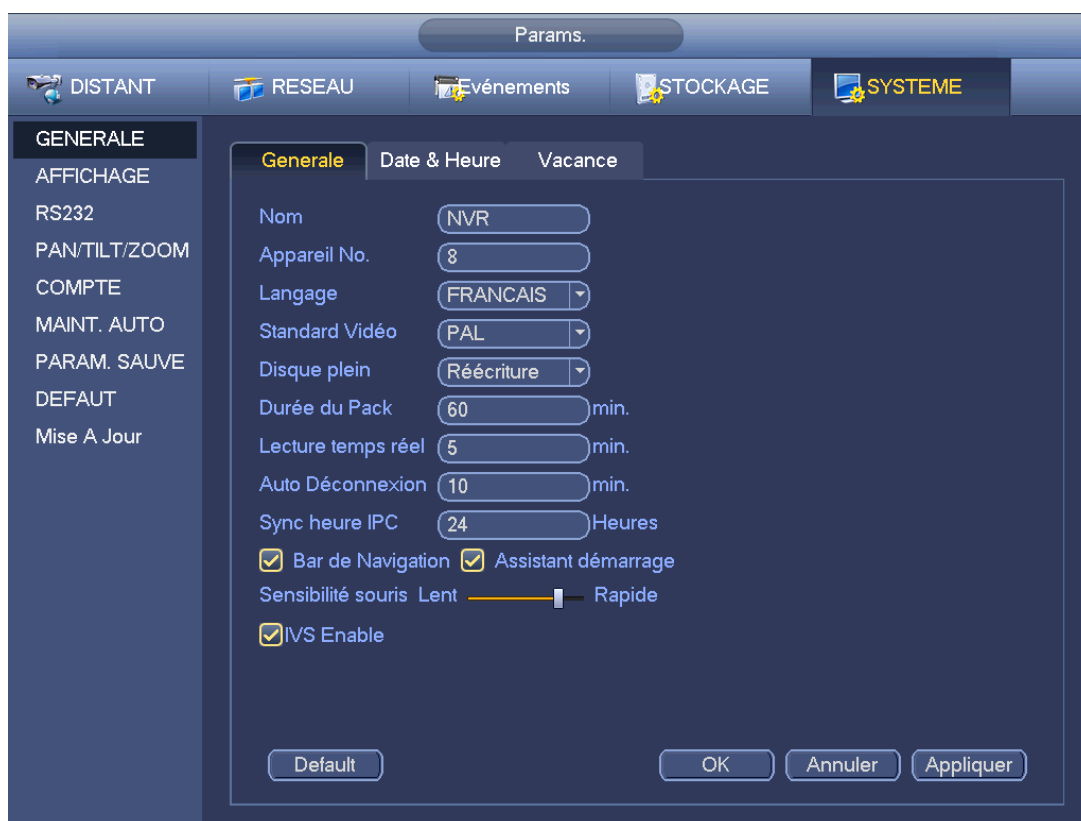 Params.
DISTANT
RESEAU
Evénements
STOCKAGE
SYSTEME
GENERALE
AFFICHAGE
RS232
PAN/TILT/ZOOM
COMPTE
MAINT. AUTO
PARAM. SAUVE
DEFAUT
Mise A Jour
Generale
Date & Heure
Vacance
Nom NVR
Appareil No. 8
Langage FRANCAIS
Standard Vidéo PAL
Disque plein Réécriture
Durée du Pack 60 min.
Lecture temps réel 5 min.
Auto Déconnexion 10 min.
Sync heure IPC 24 Heures
Bar de Navigation Assistant démarrage
Sensibilité souris Lent Rapide
IVS Enable
Default OK Annuler Appliquer